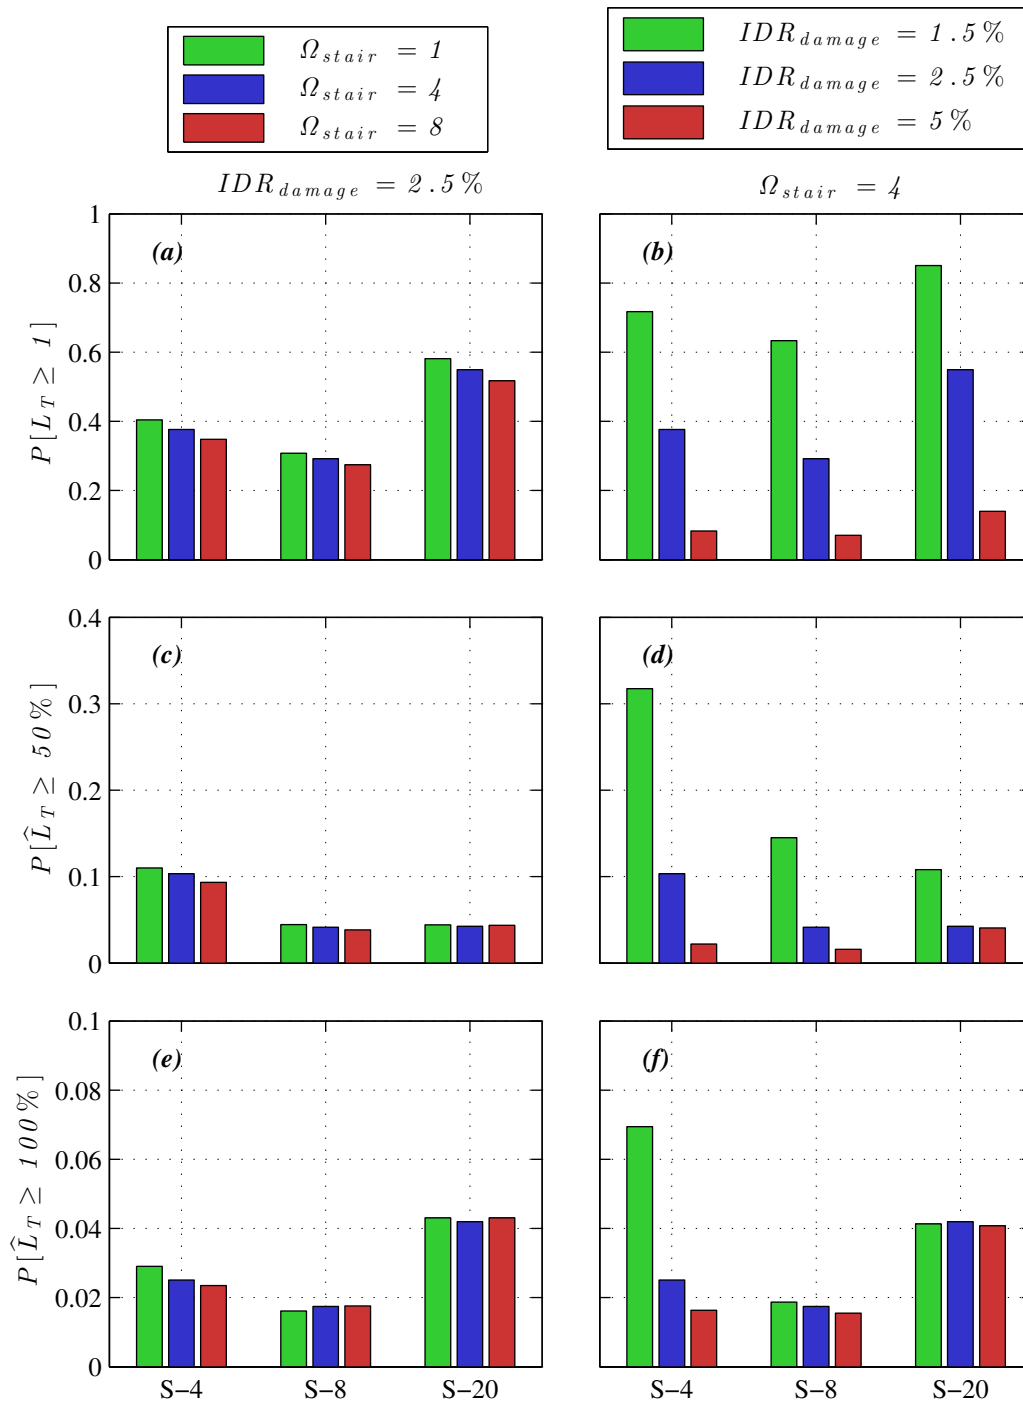 Ω_stair = 1
Ω_stair = 4
Ω_stair = 8
IDR_damage = 1.5%
IDR_damage = 2.5%
IDR_damage = 5%
IDR_damage = 2.5%
Ω_stair = 4
(a)
P[L_T ≥ 1]
1
0.8
0.6
0.4
0.2
0
(b)
(c)
P[L̂_T ≥ 50%]
0.4
0.3
0.2
0.1
0
(d)
(e)
P[L̂_T ≥ 100%]
0.1
0.08
0.06
0.04
0.02
0
S−4 S−8 S−20
(f)
S−4 S−8 S−20